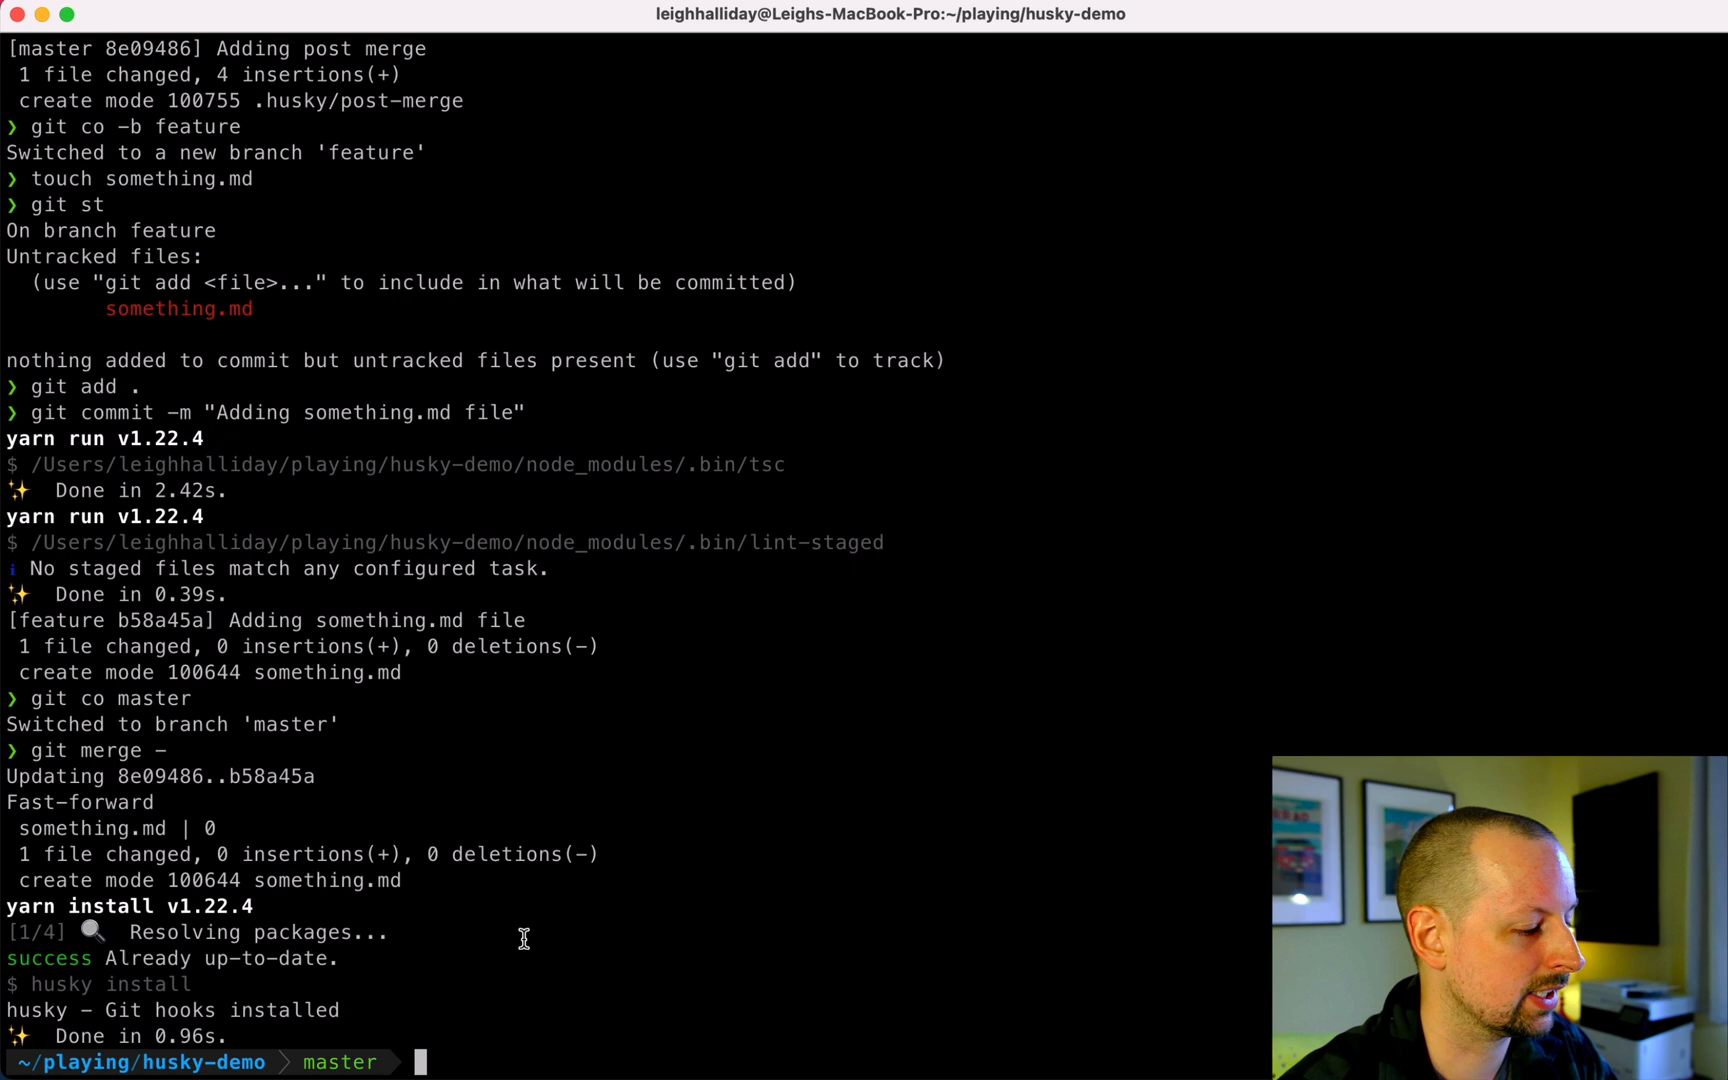 leighhalliday@Leighs-MacBook-Pro:~/playing/husky-demo
[master 8e09486] Adding post merge
 1 file changed, 4 insertions(+)
 create mode 100755 .husky/post-merge
❯ git co -b feature
Switched to a new branch 'feature'
❯ touch something.md
❯ git st
On branch feature
Untracked files:
  (use "git add <file>..." to include in what will be committed)
        something.md
nothing added to commit but untracked files present (use "git add" to track)
❯ git add .
❯ git commit -m "Adding something.md file"
yarn run v1.22.4
$ /Users/leighhalliday/playing/husky-demo/node_modules/.bin/tsc
✨  Done in 2.42s.
yarn run v1.22.4
$ /Users/leighhalliday/playing/husky-demo/node_modules/.bin/lint-staged
ℹ No staged files match any configured task.
✨  Done in 0.39s.
[feature b58a45a] Adding something.md file
 1 file changed, 0 insertions(+), 0 deletions(-)
 create mode 100644 something.md
❯ git co master
Switched to branch 'master'
❯ git merge -
Updating 8e09486..b58a45a
Fast-forward
 something.md | 0
 1 file changed, 0 insertions(+), 0 deletions(-)
 create mode 100644 something.md
yarn install v1.22.4
[1/4] 🔍  Resolving packages...
success Already up-to-date.
$ husky install
husky - Git hooks installed
✨  Done in 0.96s.
~/playing/husky-demo master